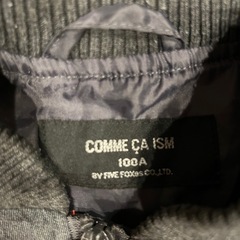 COMME ÇA ISM
100A
BY FIVE FOXes CO.,LTD.